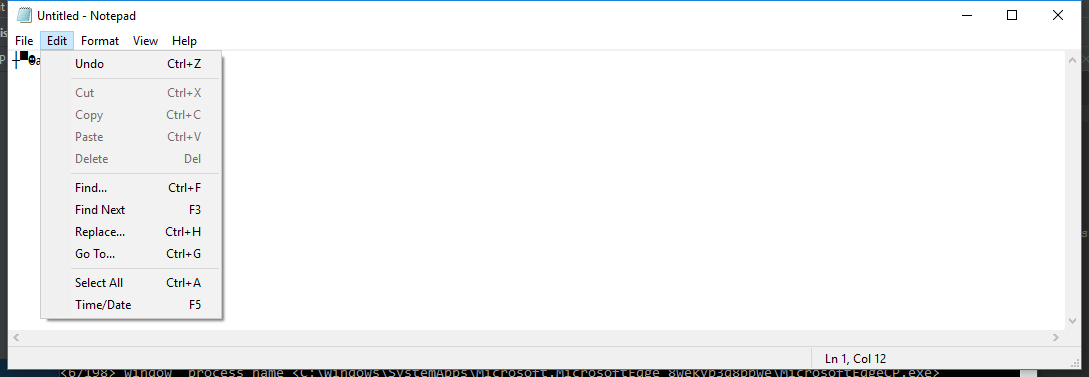 Untitled - Notepad
File Edit Format View Help
Undo Ctrl+Z
Cut Ctrl+X
Copy Ctrl+C
Paste Ctrl+V
Delete Del
Find... Ctrl+F
Find Next F3
Replace... Ctrl+H
Go To... Ctrl+G
Select All Ctrl+A
Time/Date F5
Ln 1, Col 12
<6/198> window process name <C:\Windows\SystemApps\Microsoft.MicrosoftEdge_8wekyb3d8bbwe\MicrosoftEdgeCP.exe>